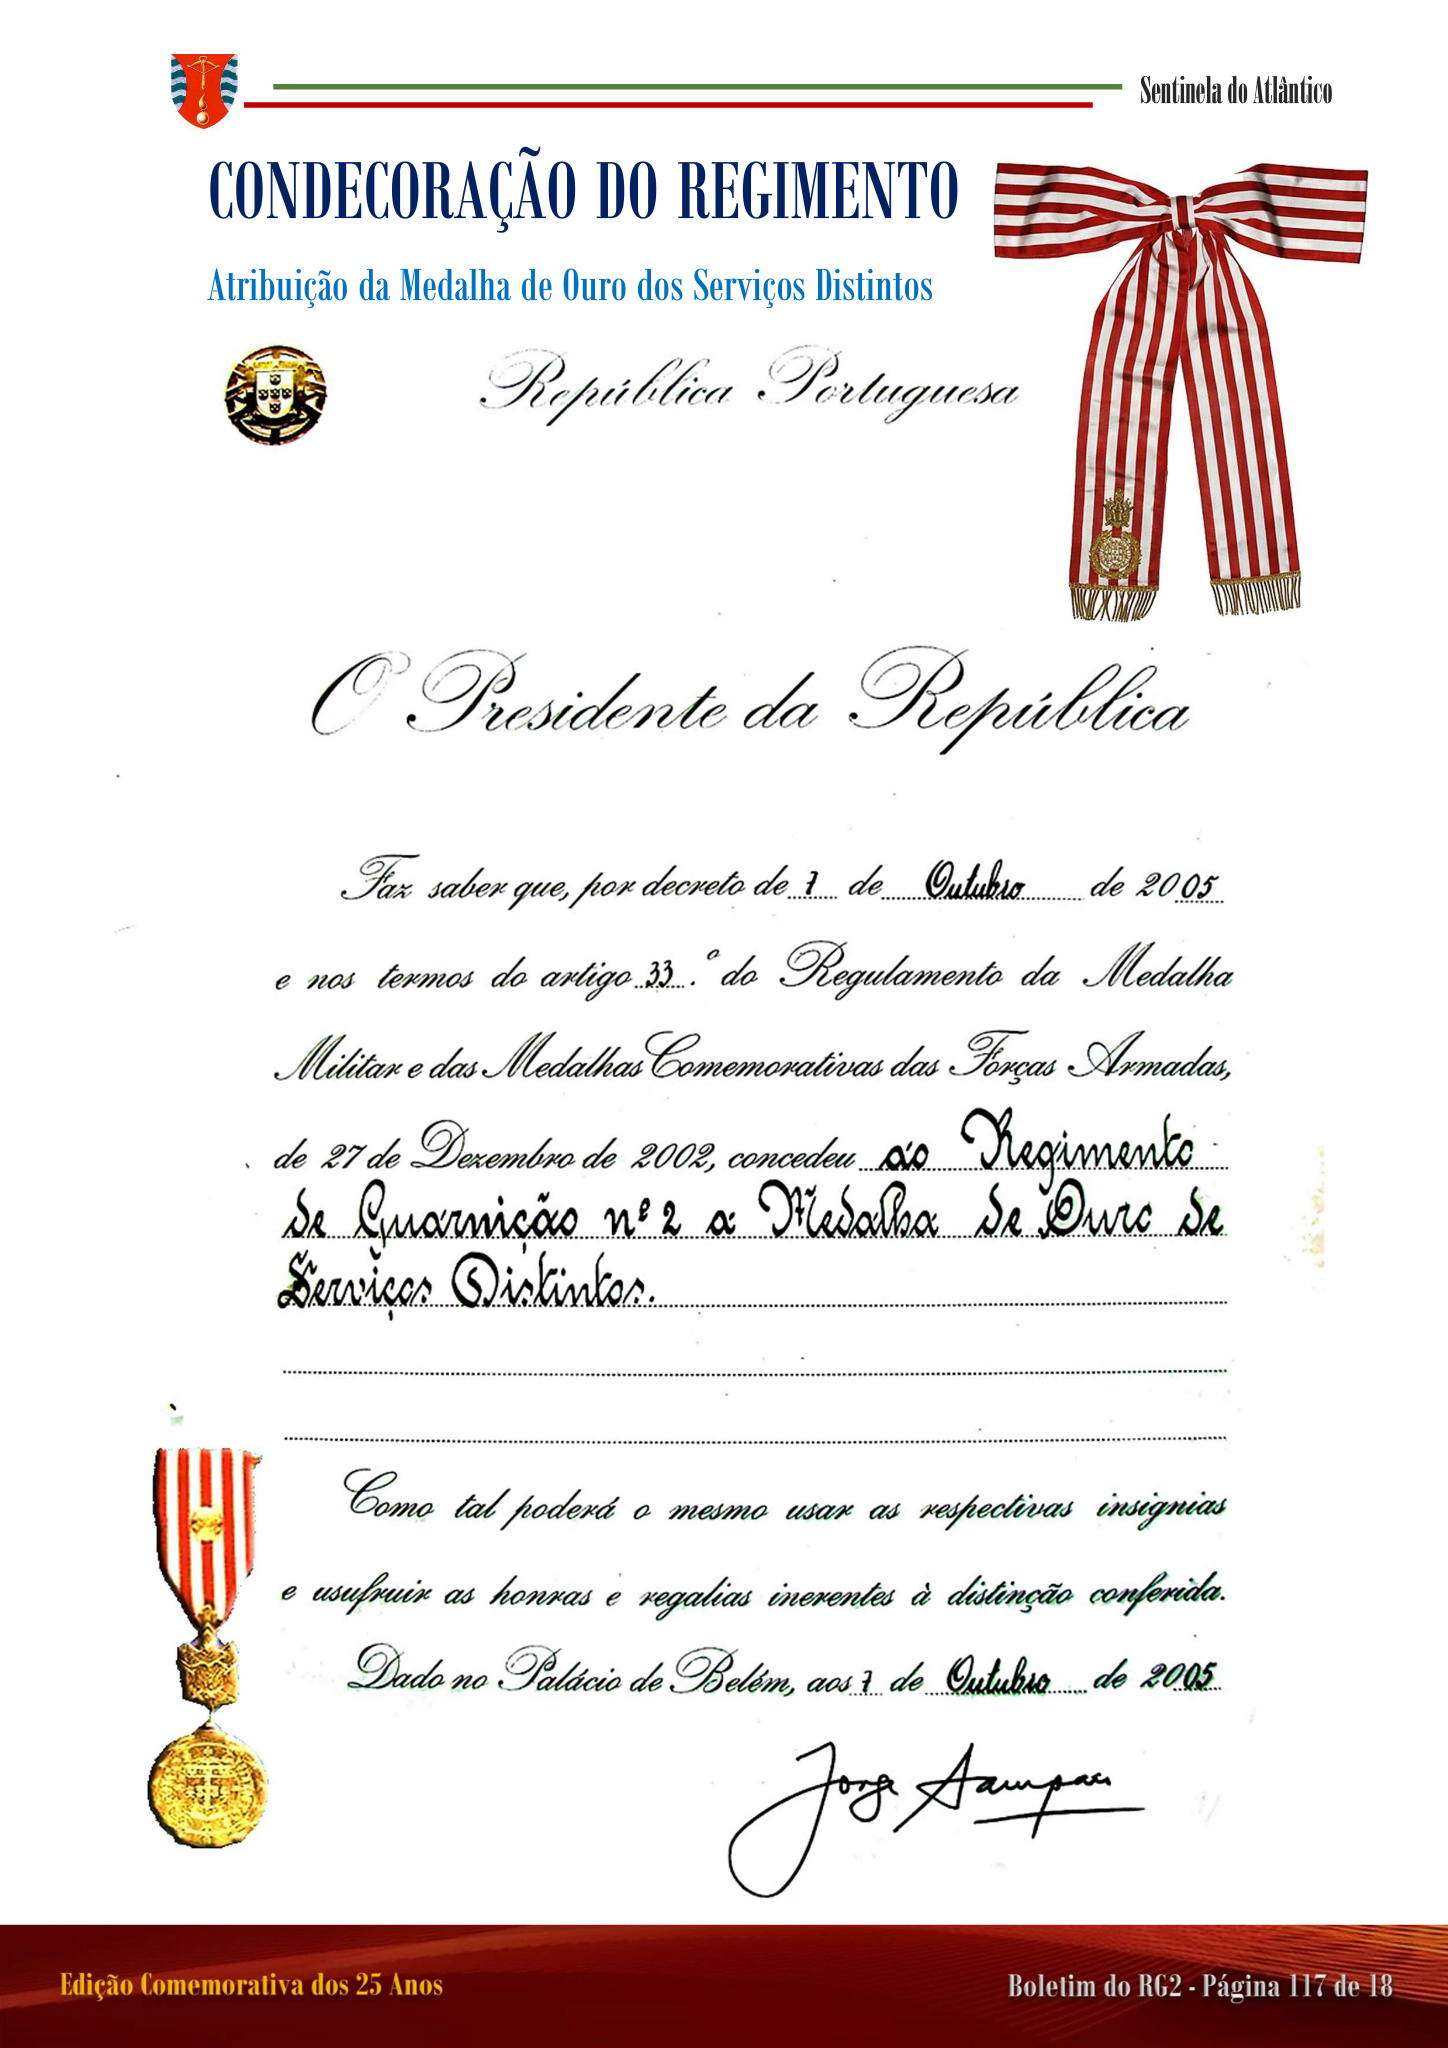 Sentinela do Atlântico
CONDECORAÇÃO DO REGIMENTO
Atribuição da Medalha de Ouro dos Serviços Distintos
República Portuguesa
O Presidente da República
Faz saber que, por decreto de 7 de Outubro de 2005
e nos termos do artigo 33.º do Regulamento da Medalha
Militar e das Medalhas Comemorativas das Forças Armadas,
de 27 de Dezembro de 2002, concedeu ao Regimento
de Guarnição nº 2 a Medalha de Ouro de
Serviços Distintos.
Como tal poderá o mesmo usar as respectivas insignias
e usufruir as honras e regalias inerentes à distinção conferida.
Dado no Palácio de Belém, aos 7 de Outubro de 2005
Jorge Sampaio
Edição Comemorativa dos 25 Anos
Boletim do RG2 - Página 117 de 18